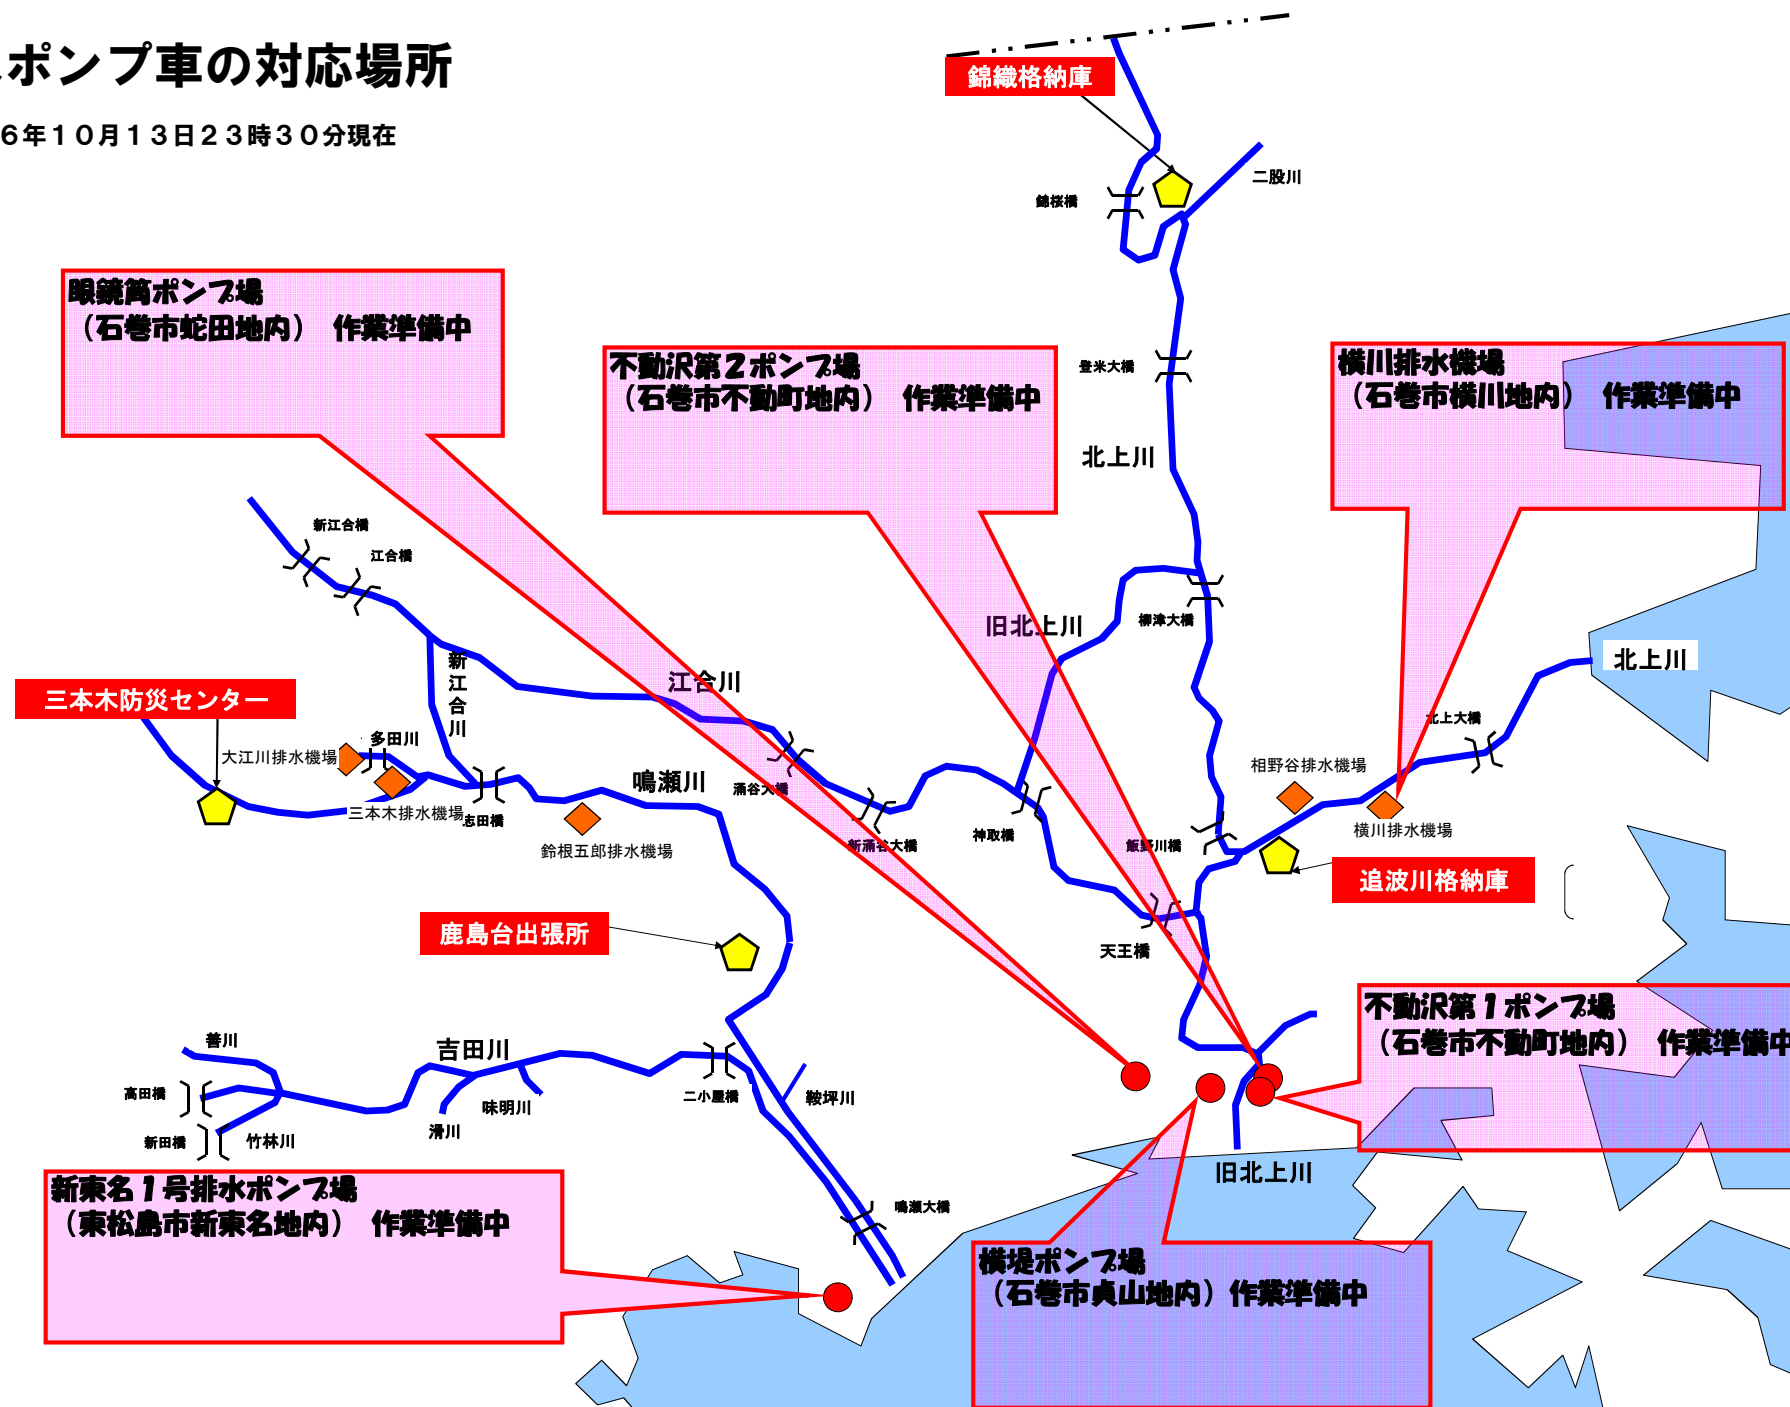 ポンプ車の対応場所
6年１０月１３日２３時３０分現在
錦織格納庫
二股川
錦桜橋
眼鏡筒ポンプ場
（石巻市蛇田地内）　作業準備中
不動沢第２ポンプ場
（石巻市不動町地内）　作業準備中
横川排水機場
（石巻市横川地内）　作業準備中
登米大橋
北上川
新江合橋
江合橋
旧北上川
柳津大橋
新江合川
江合川
北上川
三本木防災センター
北上大橋
多田川
大江川排水機場
鳴瀬川
相野谷排水機場
涌谷大橋
三本木排水機場
志田橋
横川排水機場
神取橋
鈴根五郎排水機場
新涌谷大橋
飯野川橋
追波川格納庫
鹿島台出張所
天王橋
不動沢第１ポンプ場
（石巻市不動町地内）　作業準備中
善川
吉田川
高田橋
二小屋橋
鞍坪川
味明川
滑川
新田橋
竹林川
旧北上川
新東名１号排水ポンプ場
（東松島市新東名地内）　作業準備中
鳴瀬大橋
横堤ポンプ場
（石巻市貞山地内）作業準備中